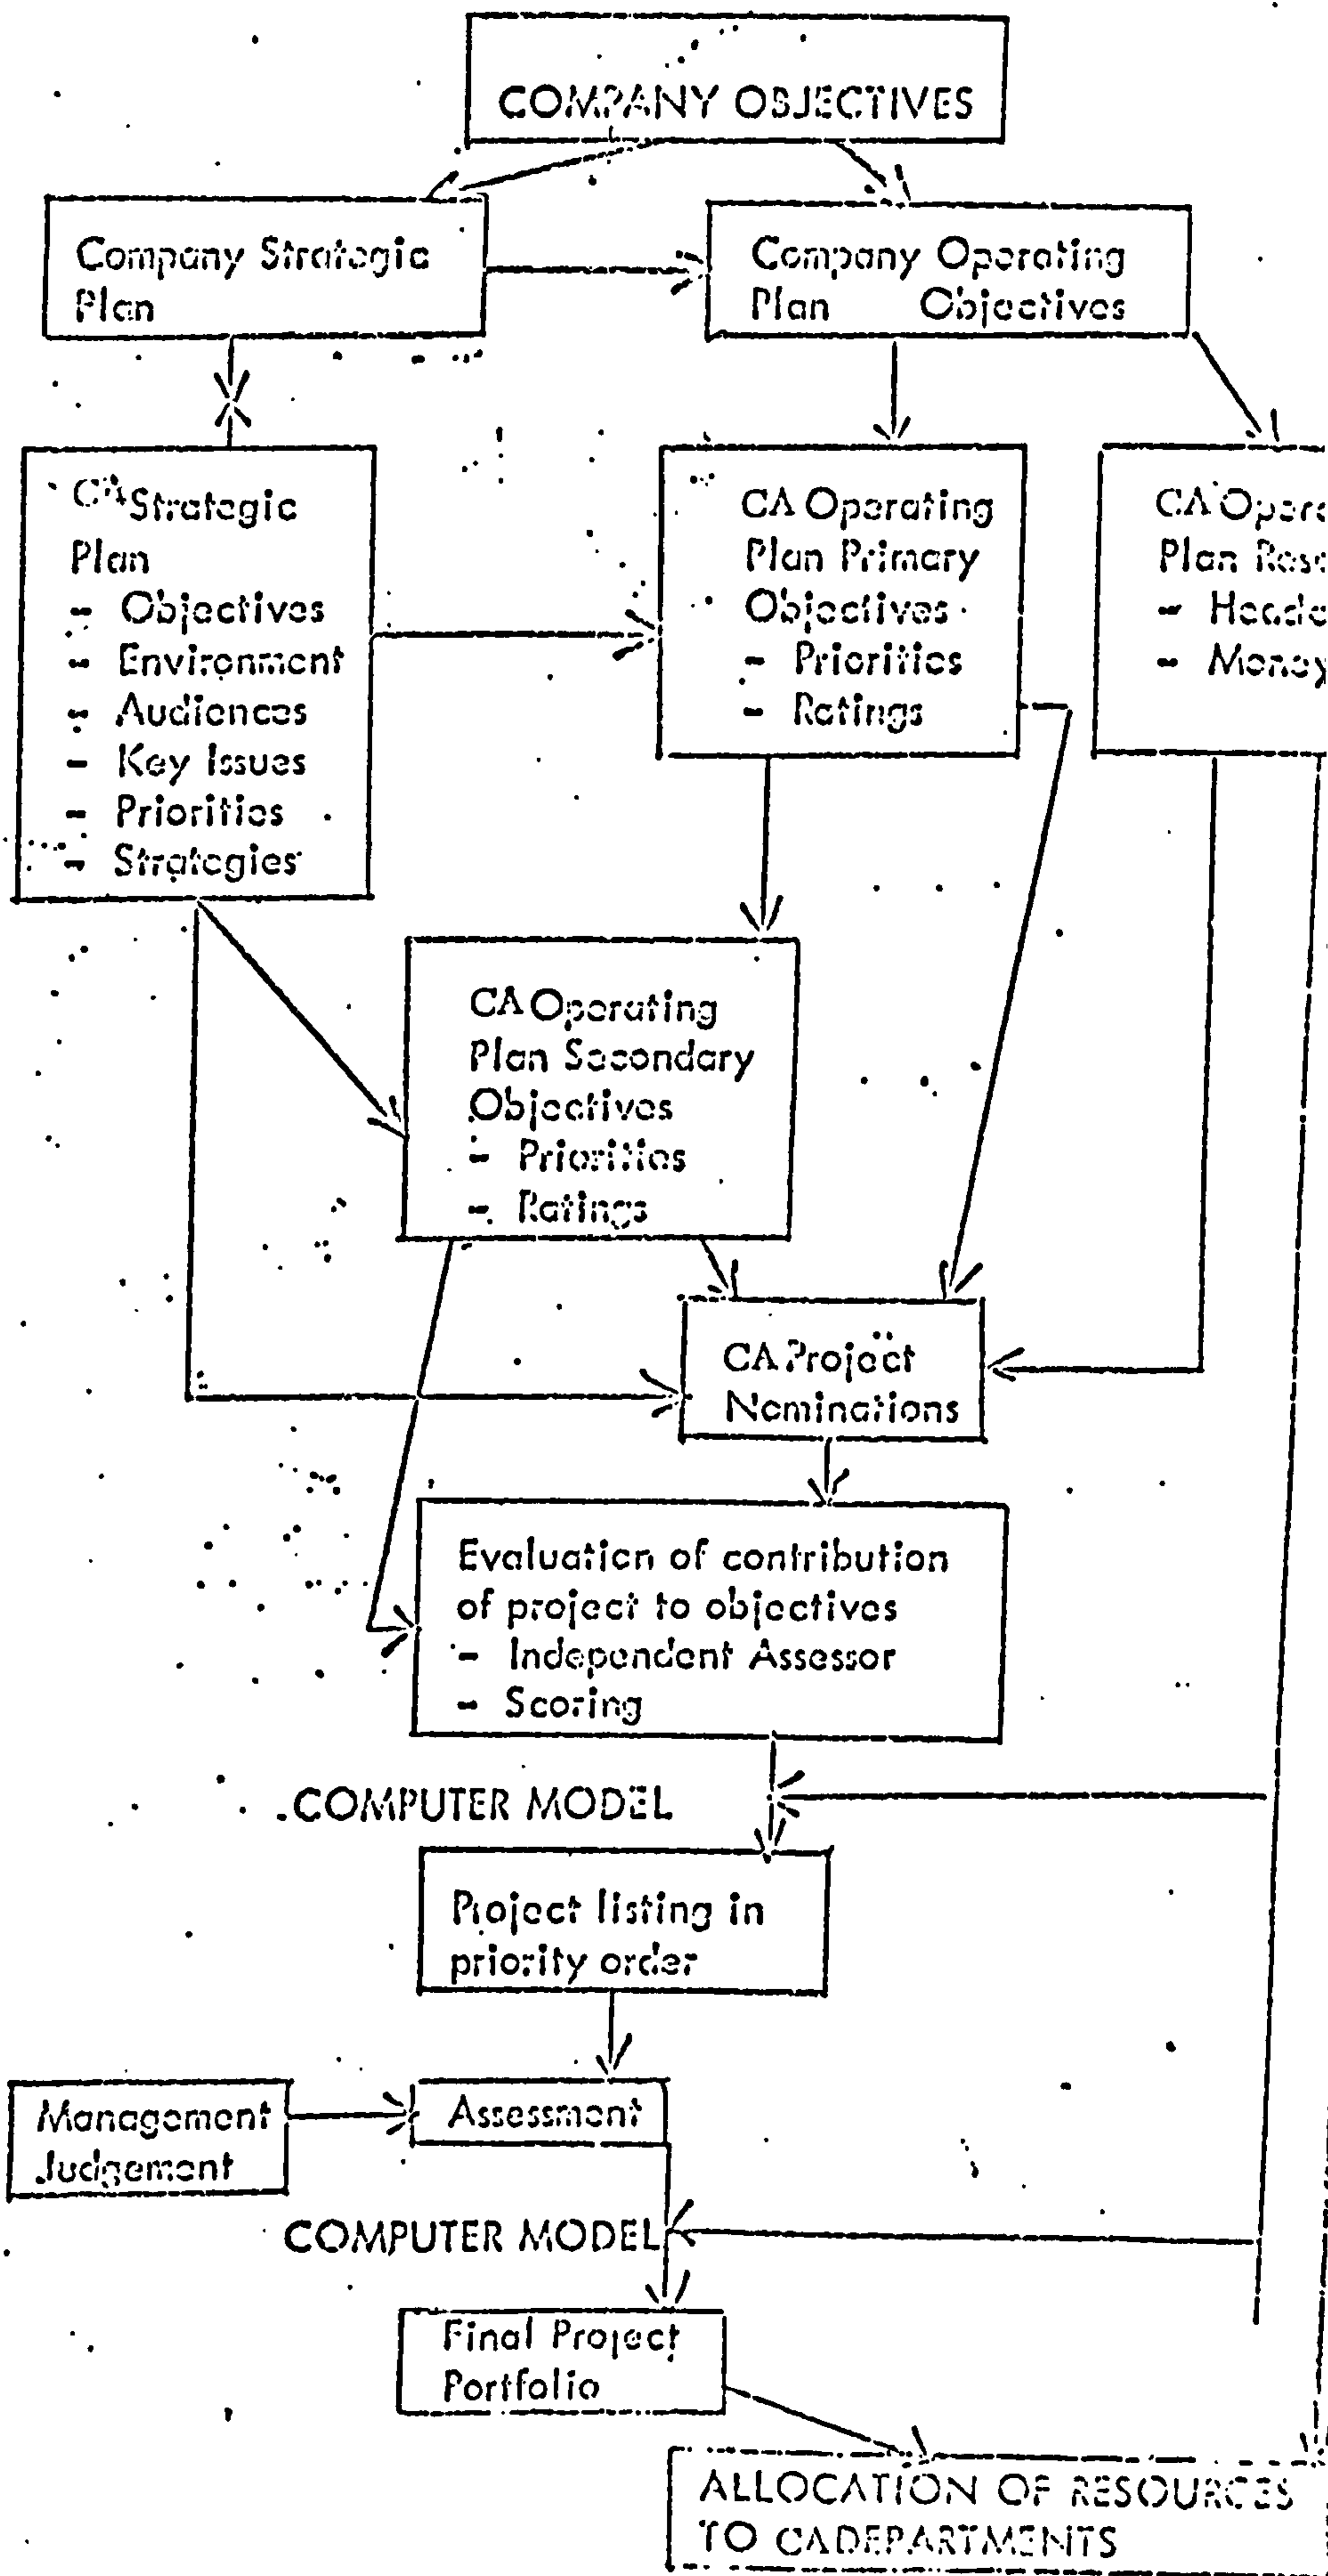 COMPANY OBJECTIVES
Company Strategic
Plan
Company Operating
Plan Objectives
CA Strategic
Plan
- Objectives
- Environment
- Audiences
- Key Issues
- Priorities
- Strategies
CA Operating
Plan Primary
Objectives
- Priorities
- Ratings
CA
Plan
-
- Money
CA Operating
Plan Secondary
Objectives
- Priorities
- Ratings
CA Project
Nominations
Evaluation of contribution
of project to objectives
- Independent Assessor
- Scoring
COMPUTER MODEL
Project listing in
priority order
Management
Judgement
Assessment
COMPUTER MODEL
Final Project
Portfolio
ALLOCATION OF RESOURCES
TO CADEPARTMENTS